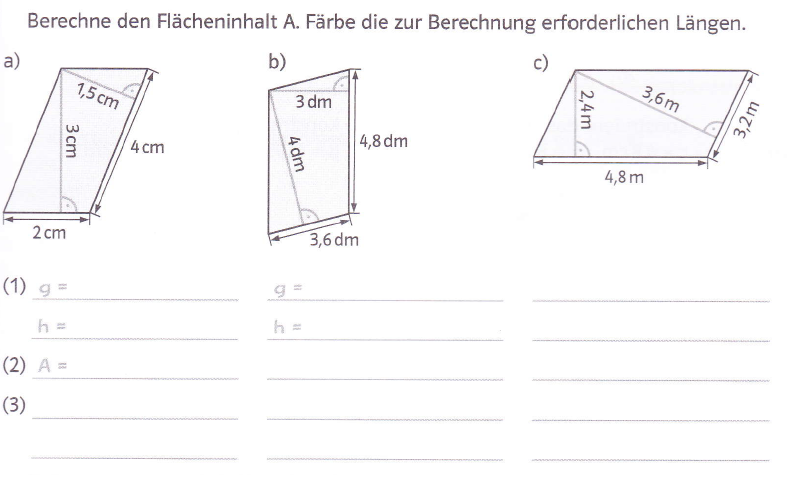 Berechne den Flächeninhalt A. Färbe die zur Berechnung erforderlichen Längen.
a)
1,5 cm
3 cm
4 cm
2 cm
b)
3 dm
4 dm
4,8 dm
3,6 dm
c)
2,4 m
3,6 m
3,2 m
4,8 m
(1) g = g =
h = h =
(2) A =
(3)